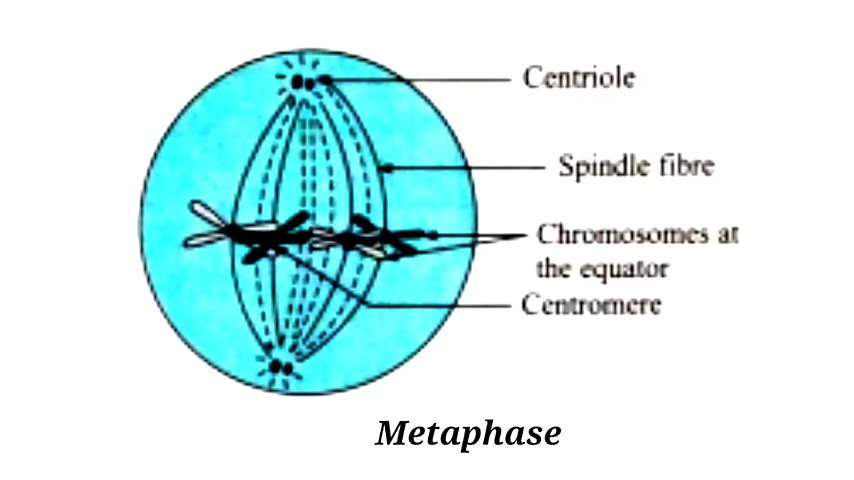 Centriole
Spindle fibre
Chromosomes at
the equator
Centromere
Metaphase